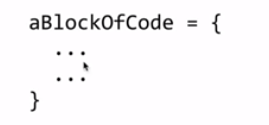 aBlockOfCode = {
...
...
}